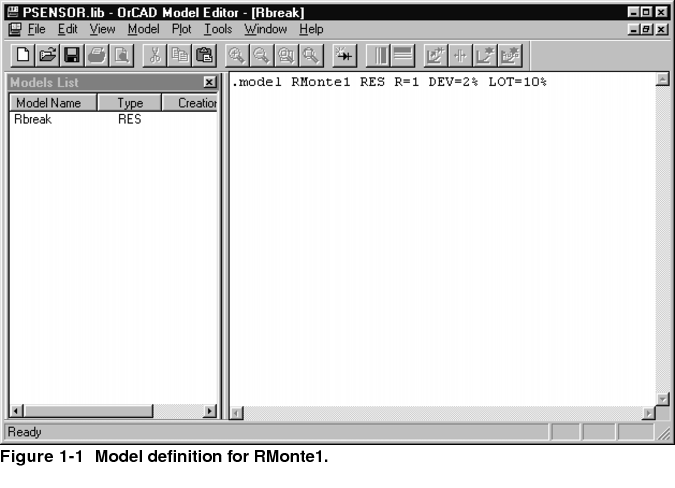 PSENSOR.lib - OrCAD Model Editor - [Rbreak]
File Edit View Model Plot Tools Window Help
Models List
Model Name Type Creation
Rbreak RES
.model RMonte1 RES R=1 DEV=2% LOT=10%
Ready
Figure 1-1 Model definition for RMonte1.